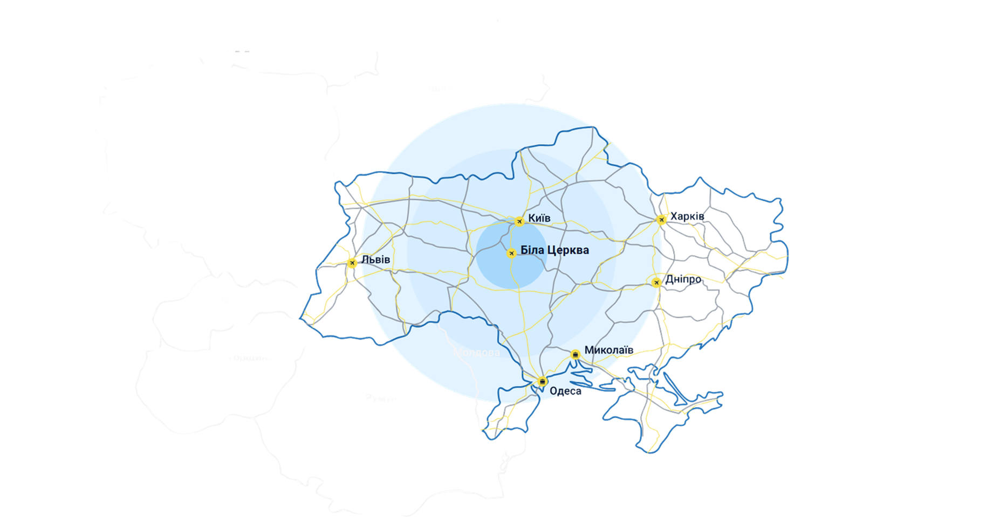 Київ
Харків
Біла Церква
Львів
Дніпро
Миколаїв
Молдова
Одеса